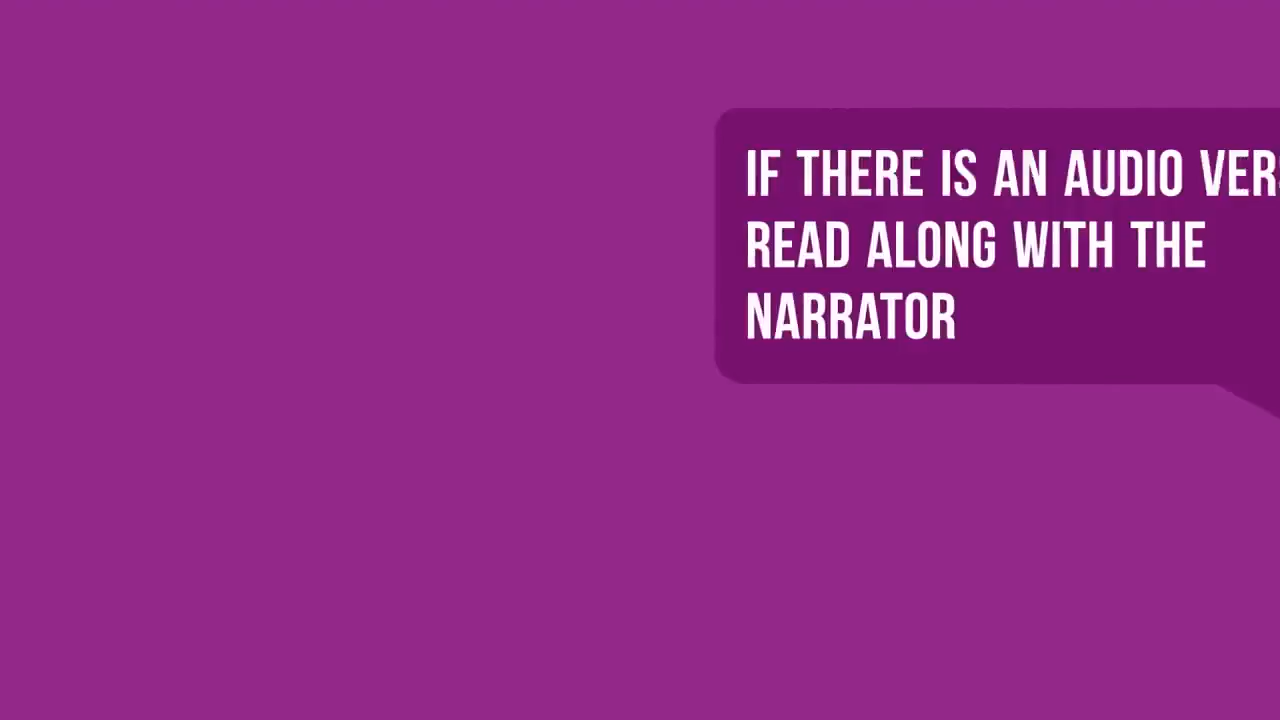 IF THERE IS AN AUDIO
READ ALONG WITH THE
NARRATOR